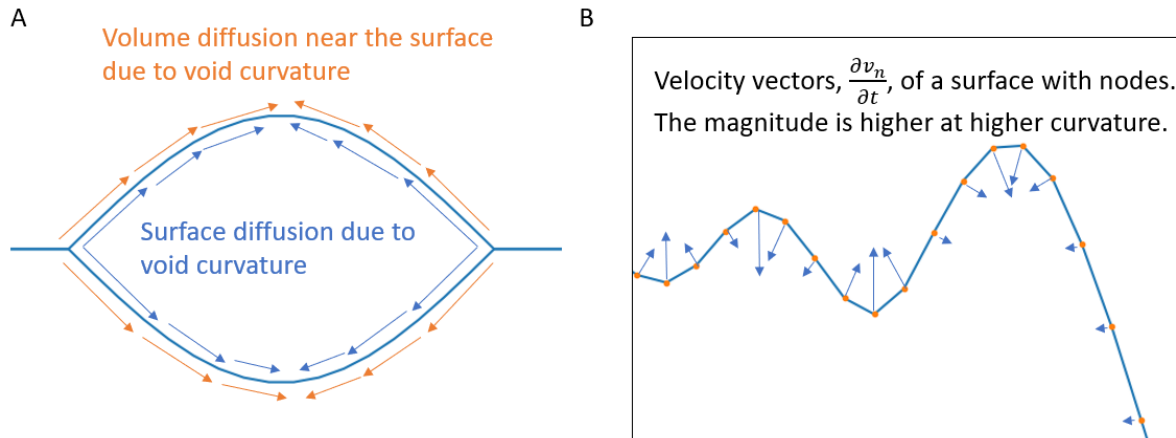 A
Volume diffusion near the surface
due to void curvature
Surface diffusion due to
void curvature
B
Velocity vectors, ∂vₙ/∂t, of a surface with nodes.
The magnitude is higher at higher curvature.